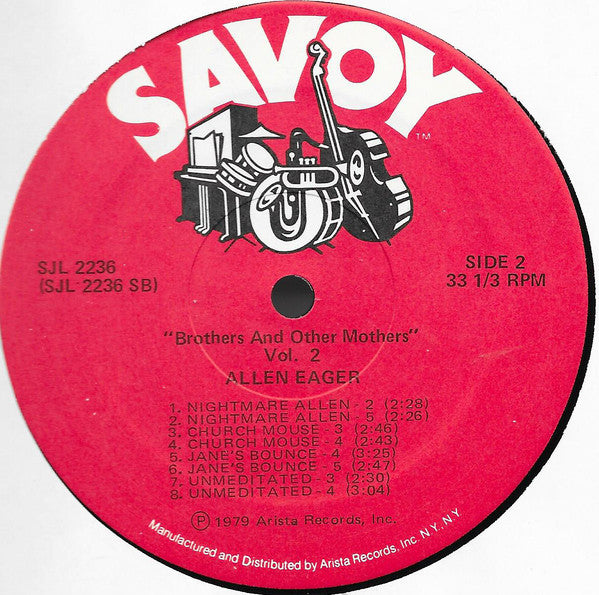 SAVOY
TM
SJL 2236
(SJL 2236 SB)
SIDE 2
33 1/3 RPM
"Brothers And Other Mothers"
Vol. 2
ALLEN EAGER
1. NIGHTMARE ALLEN - 2 (2:28)
2. NIGHTMARE ALLEN - 5 (2:26)
3. CHURCH MOUSE - 3 (2:46)
4. CHURCH MOUSE - 4 (2:43)
5. JANE'S BOUNCE - 4 (3:25)
6. JANE'S BOUNCE - 5 (2:47)
7. UNMEDITATED - 3 (2:30)
8. UNMEDITATED - 4 (3:04)
Ⓟ 1979 Arista Records, Inc.
Manufactured and Distributed by Arista Records, Inc. N.Y. N.Y.